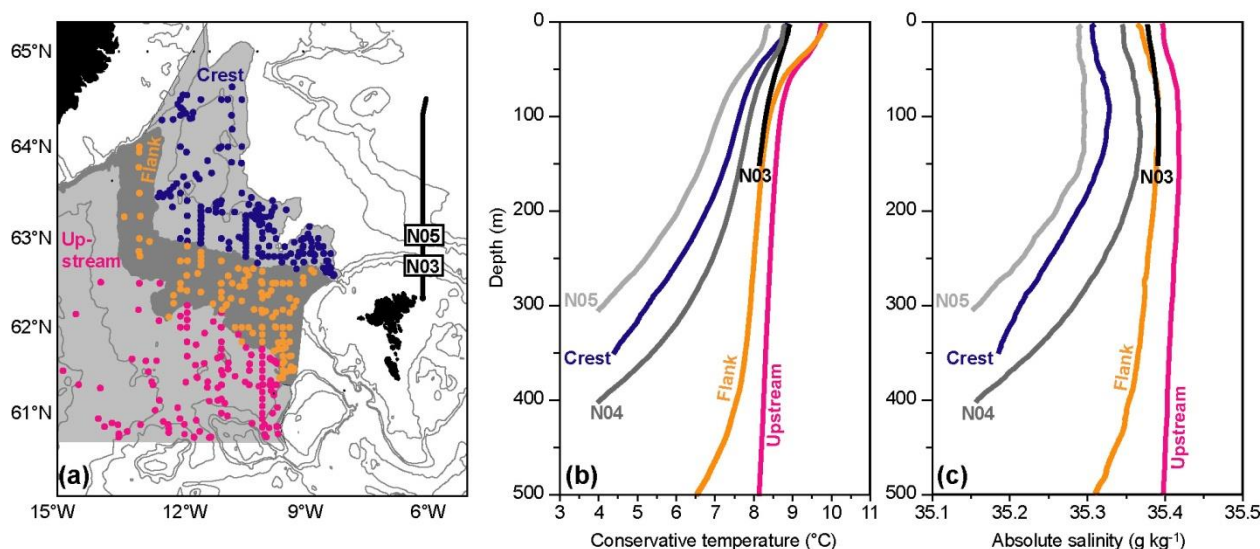 65°N
64°N
63°N
62°N
61°N
15°W
12°W
9°W
6°W
Crest
Flank
Up-
stream
N05
N03
(a)
0
100
200
300
400
500
Depth (m)
3
4
5
6
7
8
9
10
11
Conservative temperature (°C)
N03
N05
Crest
N04
Flank
Upstream
(b)
0
100
200
300
400
500
35.1
35.2
35.3
35.4
35.5
Absolute salinity (g kg⁻¹)
N03
N05
Crest
N04
Flank
Upstream
(c)